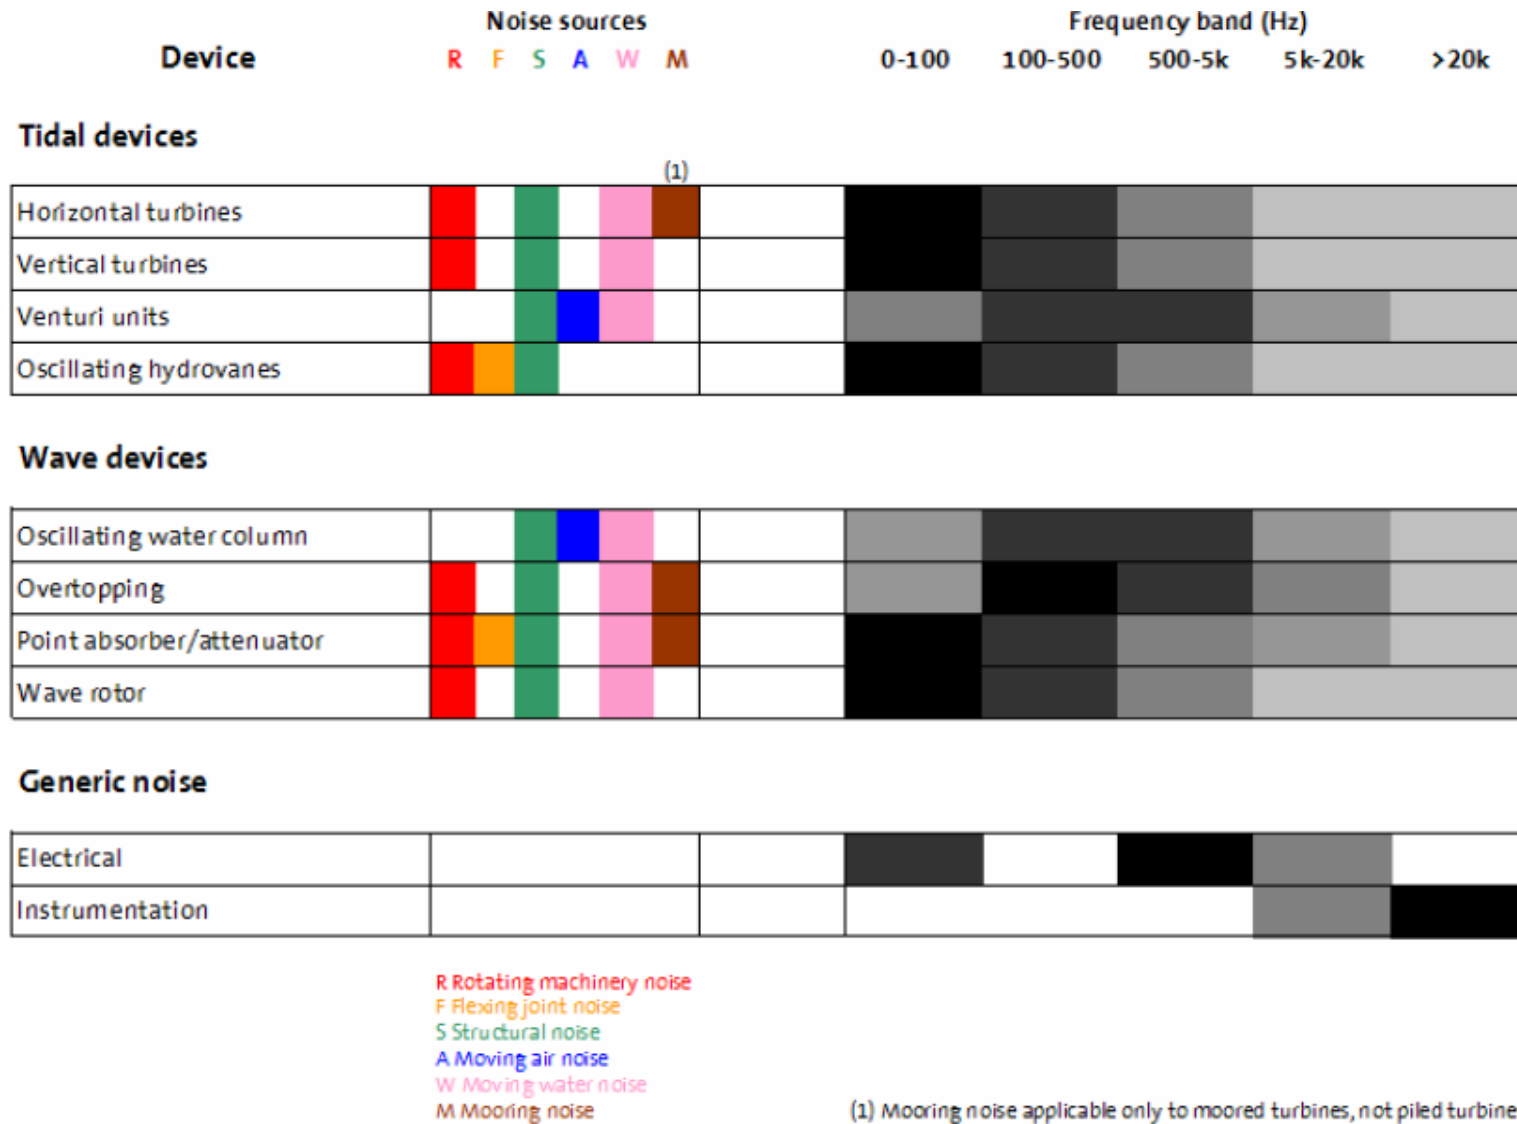 Noise sources Frequency band (Hz)
Device R F S A W M 0-100 100-500 500-5k 5k-20k >20k
Tidal devices
(1)
Horizontal turbines
Vertical turbines
Venturi units
Oscillating hydrovanes
Wave devices
Oscillating water column
Overtopping
Point absorber/attenuator
Wave rotor
Generic noise
Electrical
Instrumentation
R Rotating machinery noise
F Flexing joint noise
S Structural noise
A Moving air noise
W Moving water noise
M Mooring noise (1) Mooring noise applicable only to moored turbines, not piled turbine